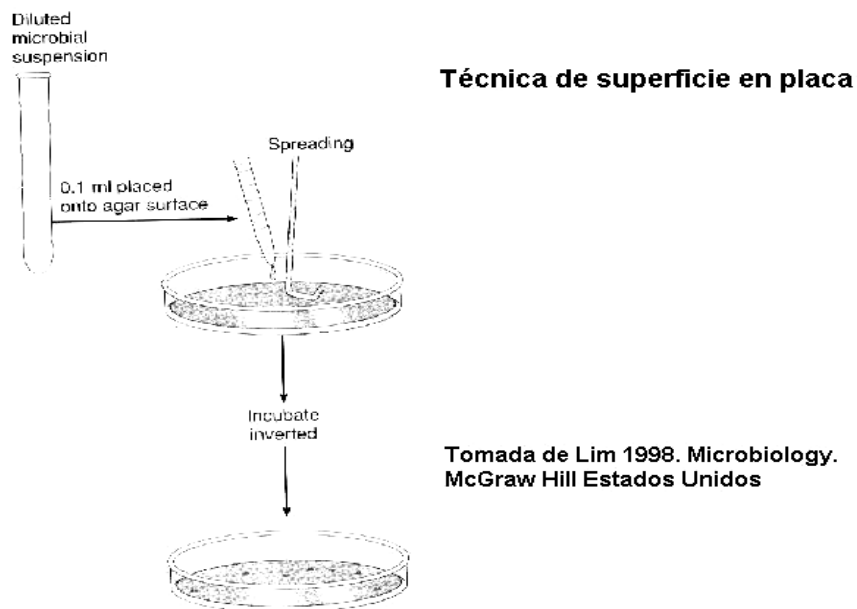 Diluted
microbial
suspension
Técnica de superficie en placa
Spreading
0.1 ml placed
onto agar surface
Incubate
inverted
Tomada de Lim 1998. Microbiology.
McGraw Hill Estados Unidos